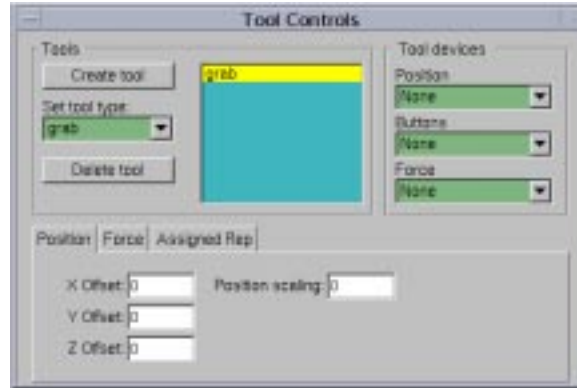 Tool Controls
Tools
Create tool
Set tool type:
grab
Delete tool
grab
Tool devices
Position
None
Buttons
None
Force
None
Position Force Assigned Rep
X Offset: 0 Position scaling: 0
Y Offset: 0
Z Offset: 0